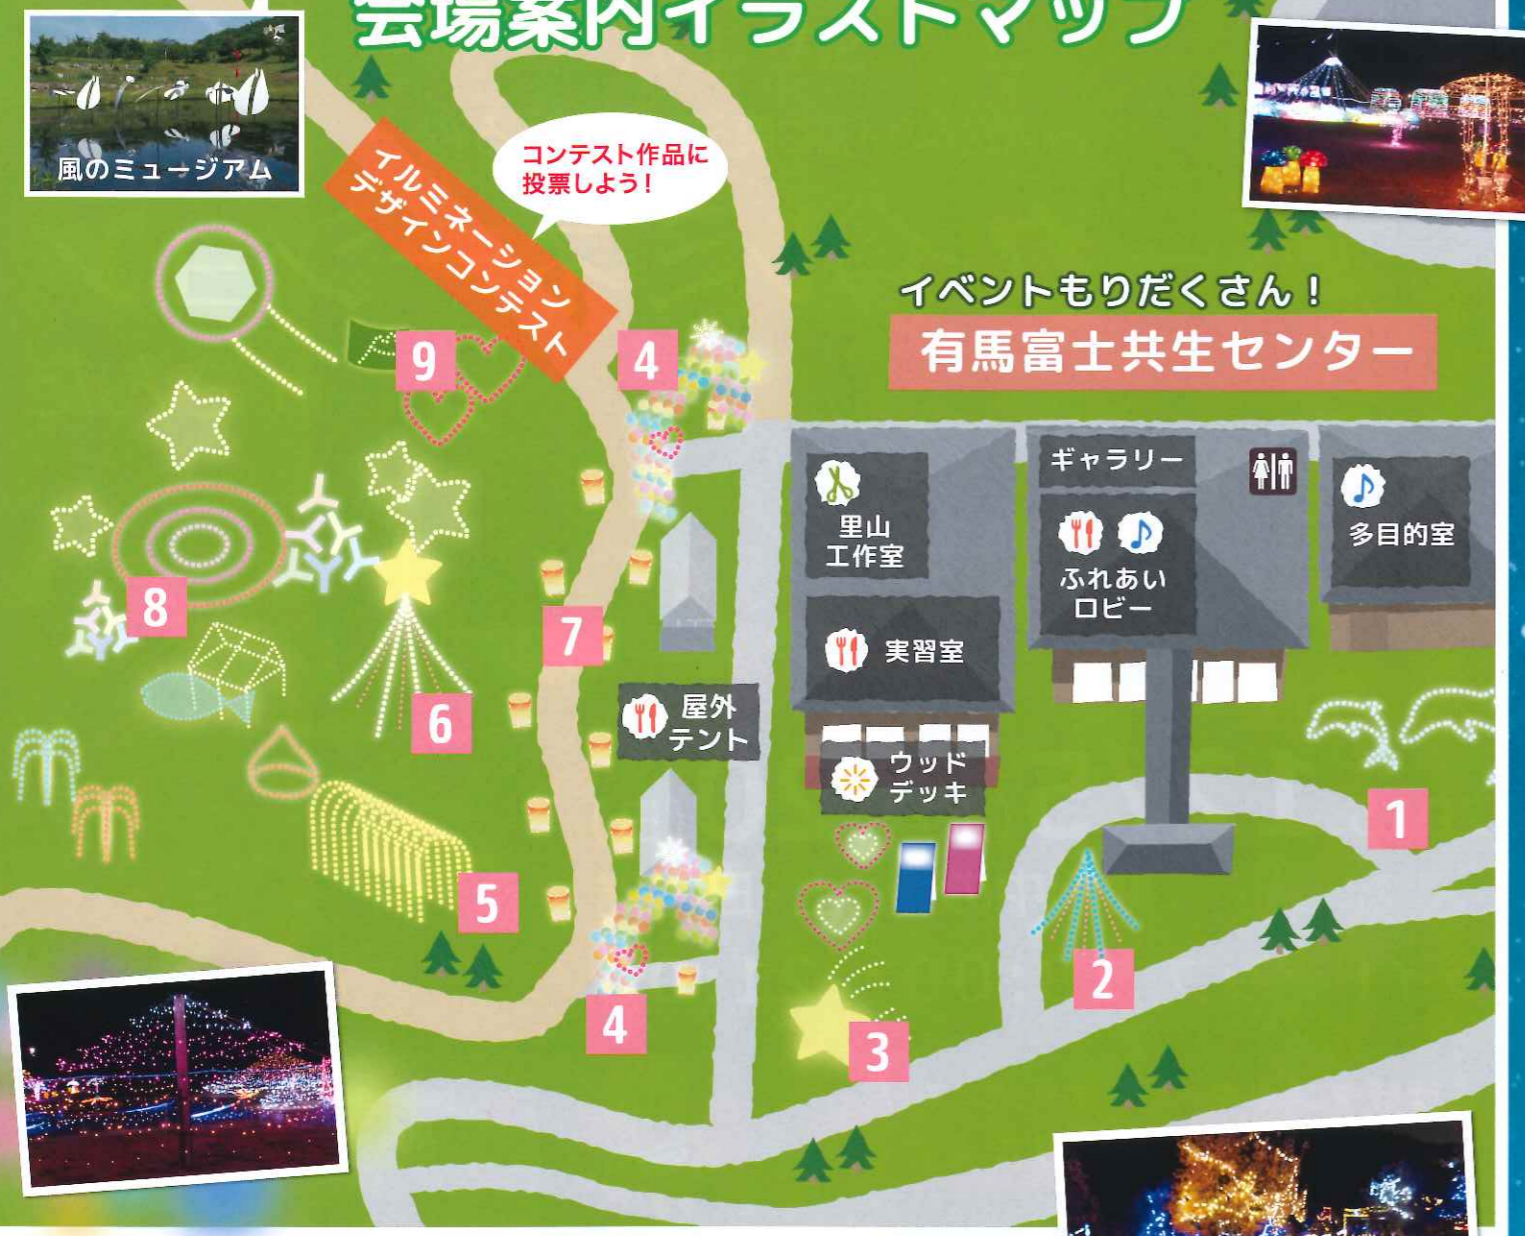 会場案内イラストマップ
風のミュージアム
コンテスト作品に
投票しよう！
イルミネーション
デザインコンテスト
イベントもりだくさん！
有馬富士共生センター
9
4
里山
工作室
ギャラリー
ふれあい
ロビー
多目的室
8
7
実習室
6
屋外
テント
ウッド
デッキ
1
5
2
4
3